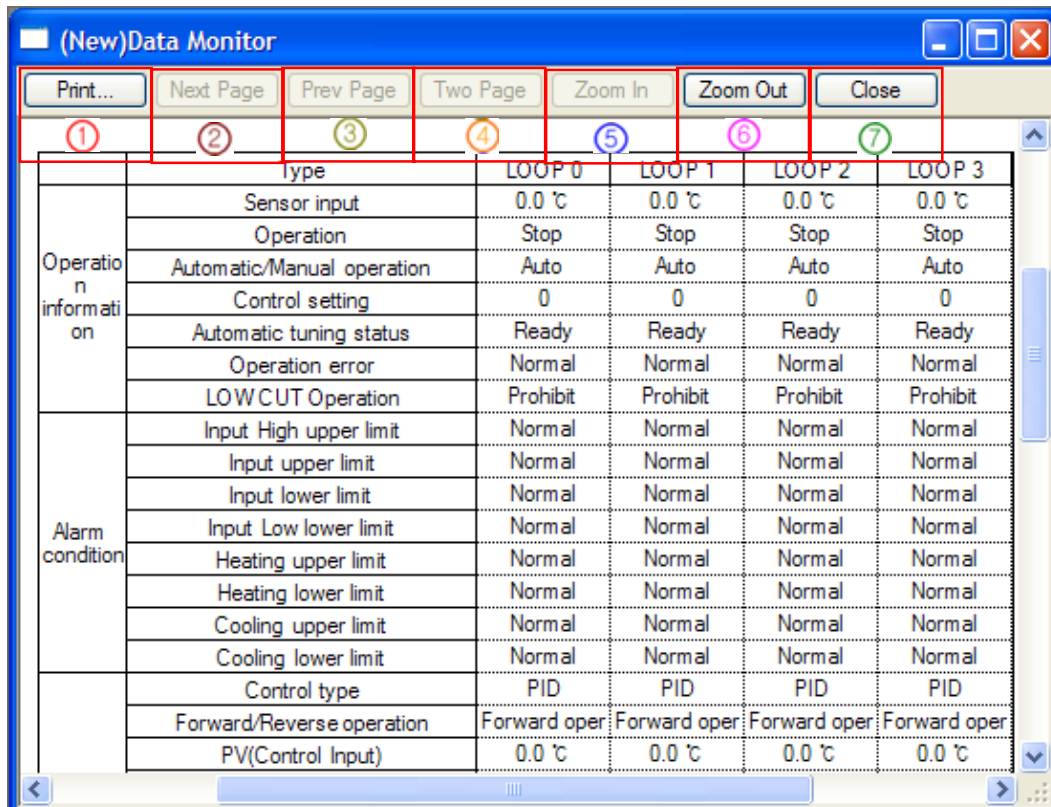 (New)Data Monitor
Print... Next Page Prev Page Two Page Zoom In Zoom Out Close
① ② ③ ④ ⑤ ⑥ ⑦
Type LOOP 0 LOOP 1 LOOP 2 LOOP 3
Operatio
n
informati
on
Sensor input 0.0 ℃ 0.0 ℃ 0.0 ℃ 0.0 ℃
Operation Stop Stop Stop Stop
Automatic/Manual operation Auto Auto Auto Auto
Control setting 0 0 0 0
Automatic tuning status Ready Ready Ready Ready
Operation error Normal Normal Normal Normal
LOW CUT Operation Prohibit Prohibit Prohibit Prohibit
Alarm
condition
Input High upper limit Normal Normal Normal Normal
Input upper limit Normal Normal Normal Normal
Input lower limit Normal Normal Normal Normal
Input Low lower limit Normal Normal Normal Normal
Heating upper limit Normal Normal Normal Normal
Heating lower limit Normal Normal Normal Normal
Cooling upper limit Normal Normal Normal Normal
Cooling lower limit Normal Normal Normal Normal
Control type PID PID PID PID
Forward/Reverse operation Forward oper Forward oper Forward oper Forward oper
PV(Control Input) 0.0 ℃ 0.0 ℃ 0.0 ℃ 0.0 ℃